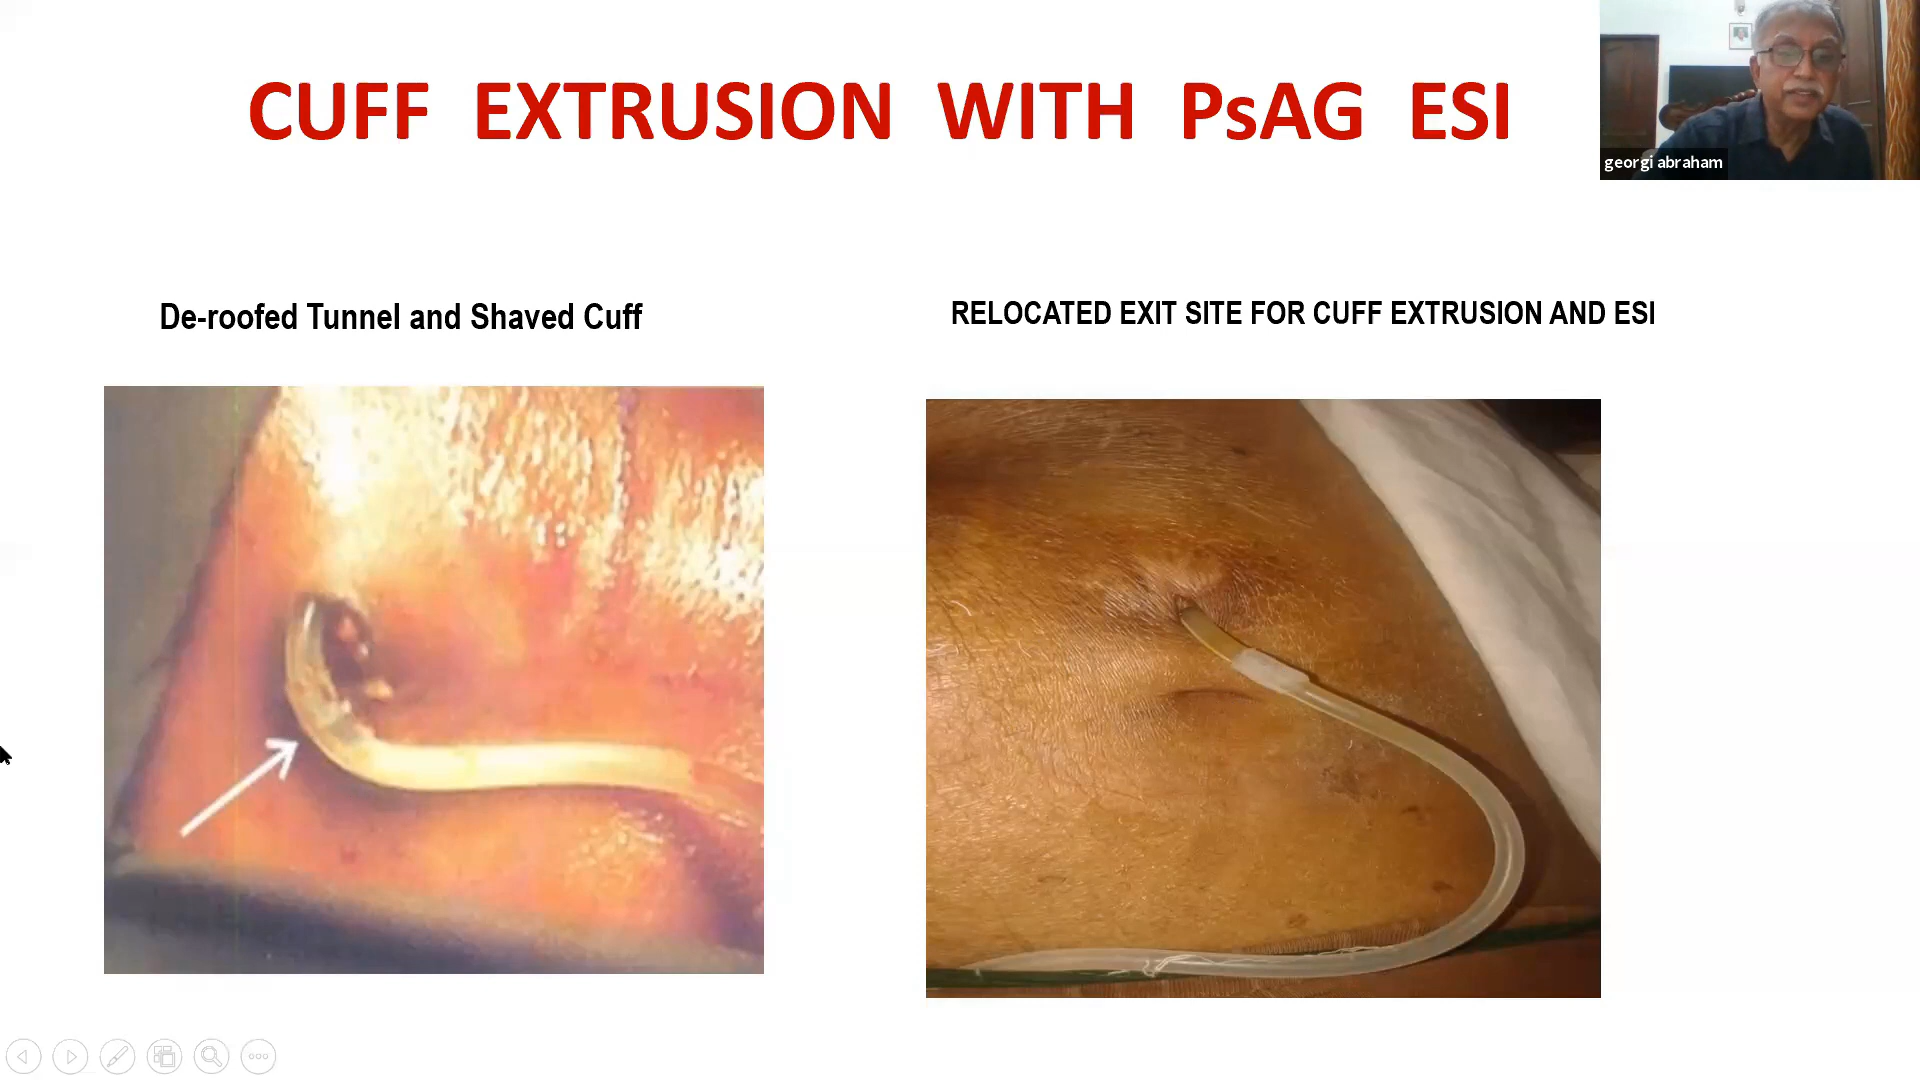 CUFF EXTRUSION WITH PsAG ESI
georgi abraham
De-roofed Tunnel and Shaved Cuff
RELOCATED EXIT SITE FOR CUFF EXTRUSION AND ESI